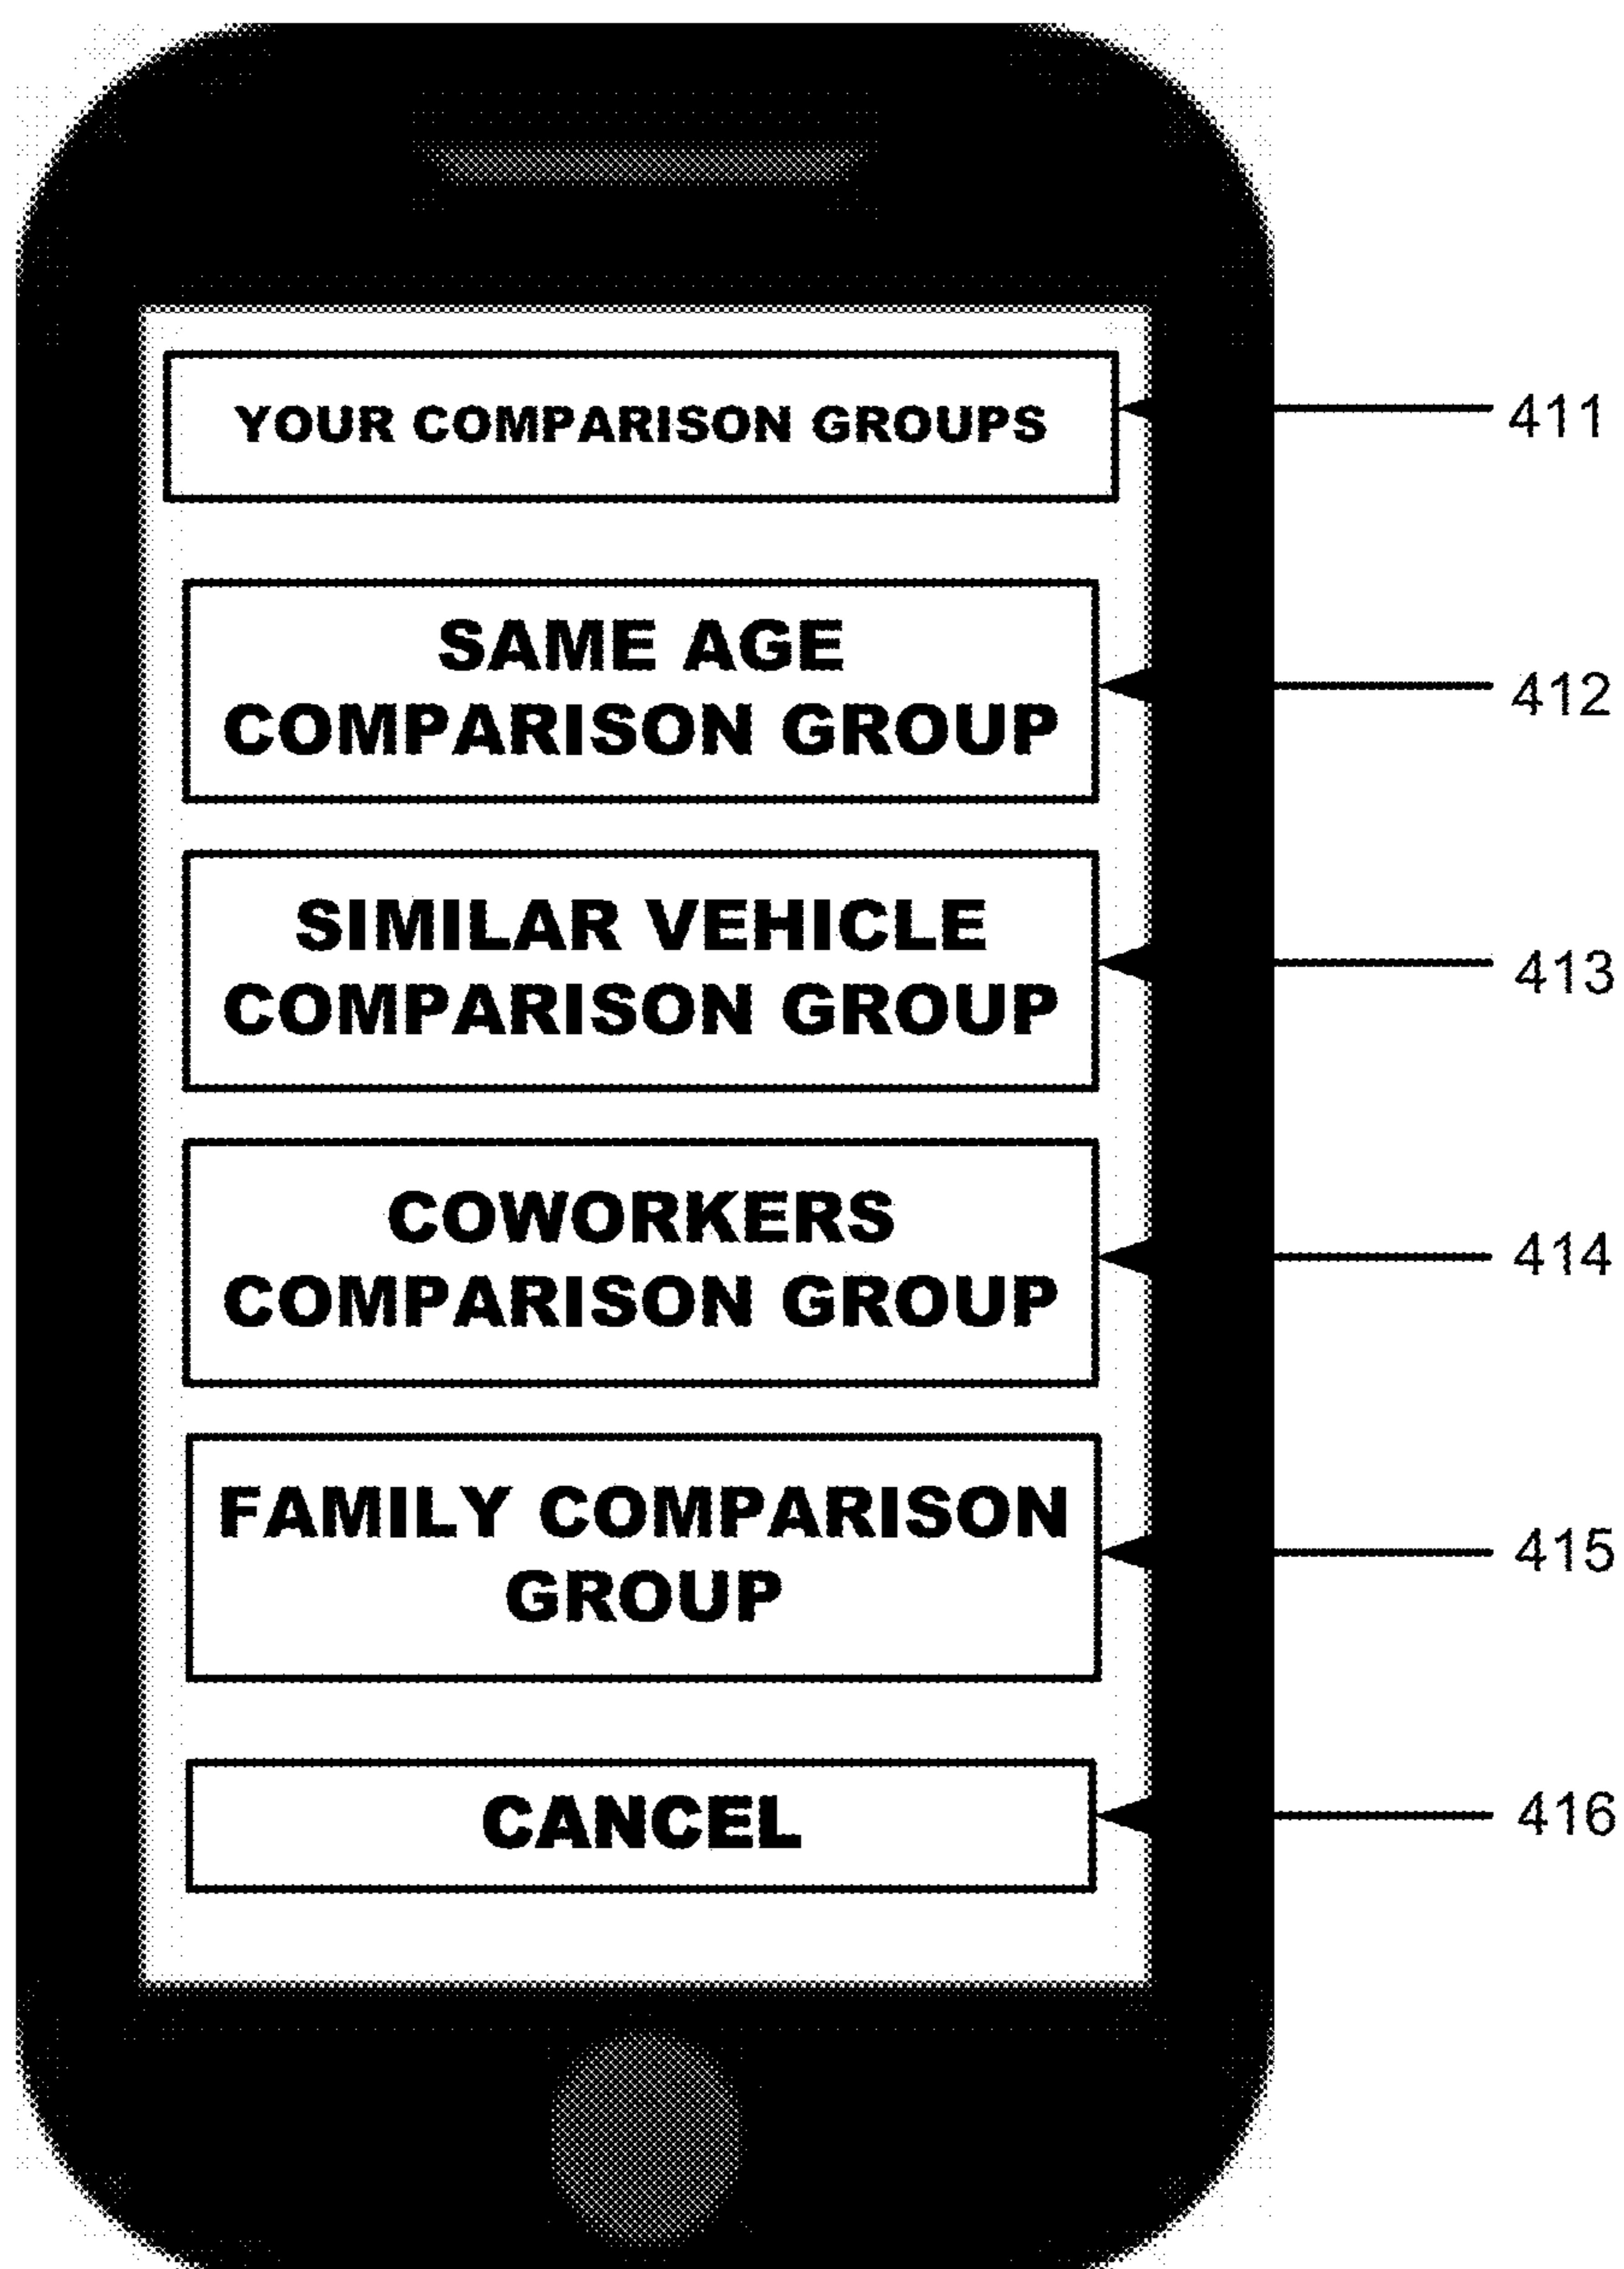 YOUR COMPARISON GROUPS
411
SAME AGE
COMPARISON GROUP
412
SIMILAR VEHICLE
COMPARISON GROUP
413
COWORKERS
COMPARISON GROUP
414
FAMILY COMPARISON
GROUP
415
CANCEL
416